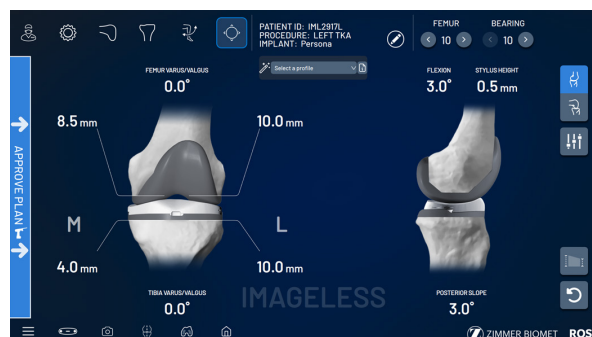 PATIENT ID: IML2917L
PROCEDURE: LEFT TKA
IMPLANT: Persona
FEMUR
10
BEARING
10
Select a profile
FEMUR VARUS/VALGUS
0.0°
FLEXION
3.0°
STYLUS HEIGHT
0.5 mm
8.5 mm
10.0 mm
APPROVE PLAN
M
L
4.0 mm
10.0 mm
TIBIA VARUS/VALGUS
0.0°
IMAGELESS
POSTERIOR SLOPE
3.0°
ZIMMER BIOMET
ROS